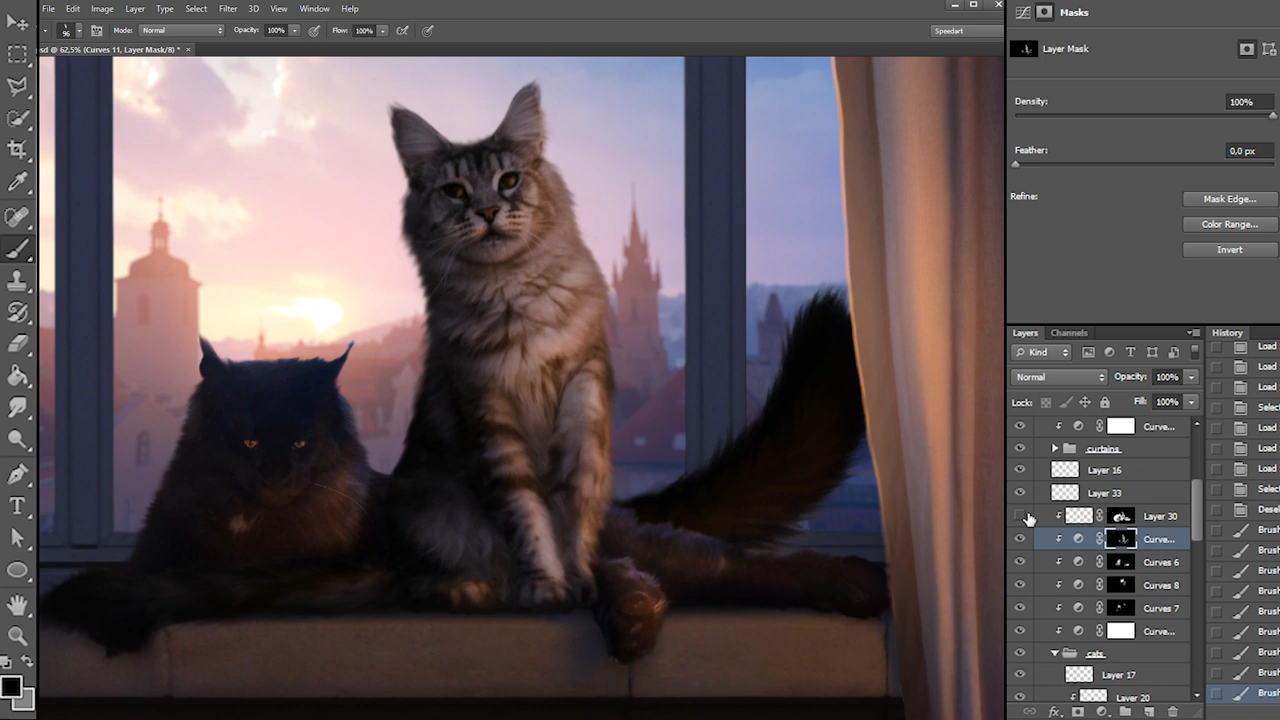 File Edit Image Layer Type Select Filter 3D View Window Help
96 Mode: Normal Opacity: 100% Flow: 100% Speedart
sd @ 62,5% (Curves 11, Layer Mask/8) * ×
Masks
Layer Mask
Density: 100%
Feather: 0,0 px
Refine: Mask Edge...
Color Range...
Invert
Layers Channels
Kind
Normal Opacity: 100%
Lock: Fill: 100%
Curve...
curtains
Layer 16
Layer 33
Layer 30
Curve...
Curves 6
Curves 8
Curves 7
Curve...
cats
Layer 17
Layer 20
History
Load
Load
Load
Selec
Load
Load
Load
Selec
Desel
Brush
Brush
Brush
Brush
Brush
Brush
Brush
Brush
Brush